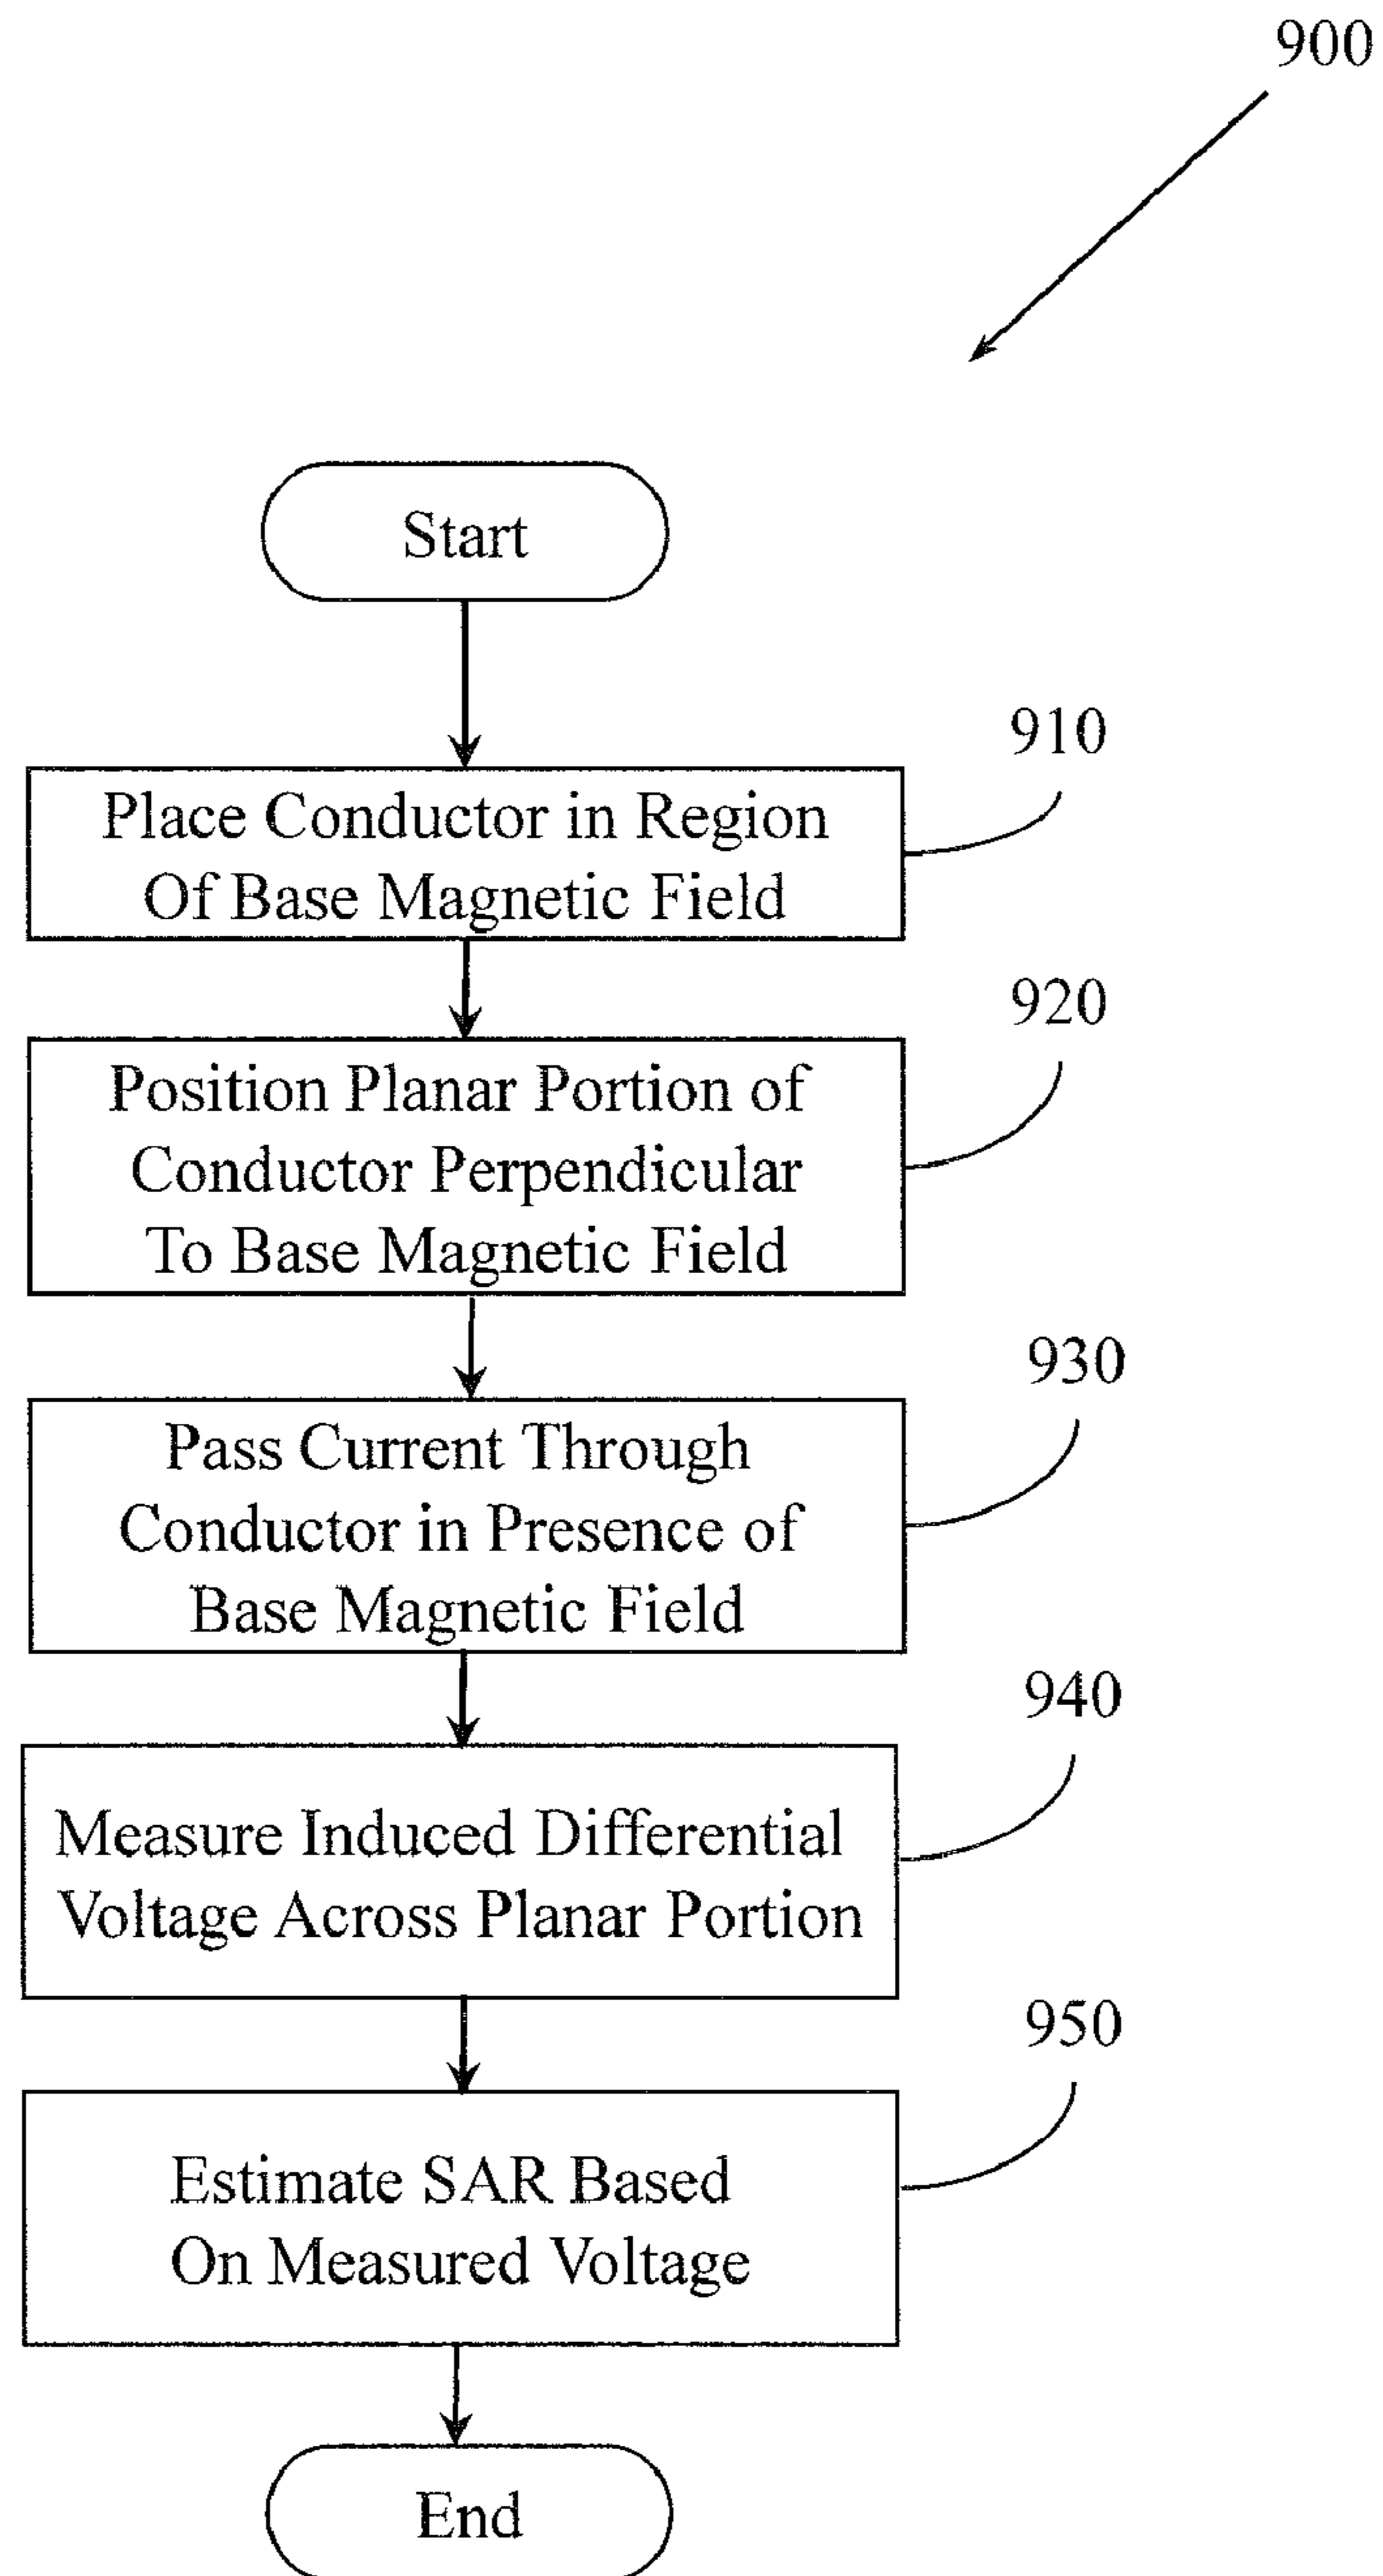 900
Start
910
Place Conductor in Region
Of Base Magnetic Field
920
Position Planar Portion of
Conductor Perpendicular
To Base Magnetic Field
930
Pass Current Through
Conductor in Presence of
Base Magnetic Field
940
Measure Induced Differential
Voltage Across Planar Portion
950
Estimate SAR Based
On Measured Voltage
End